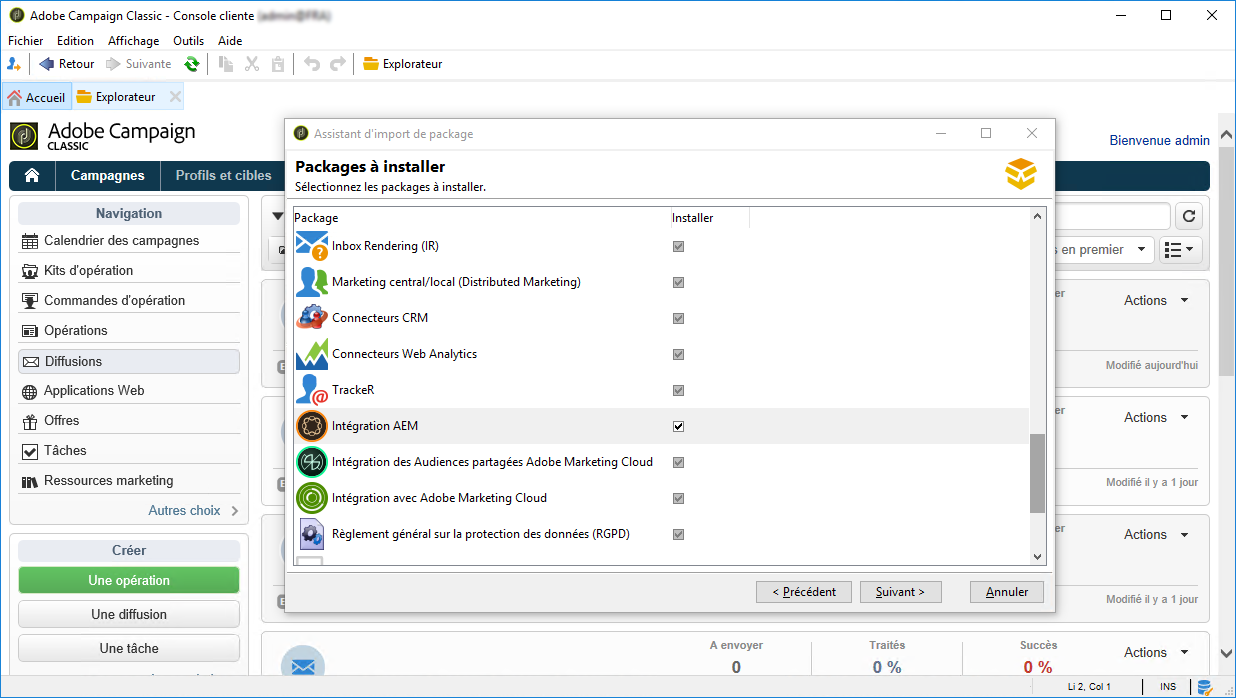 Adobe Campaign Classic - Console cliente
Fichier Edition Affichage Outils Aide
Retour Suivante Explorateur
Accueil Explorateur
Adobe Campaign
CLASSIC
Bienvenue admin
Campagnes Profils et cibles
Navigation
Calendrier des campagnes
Kits d'opération
Commandes d'opération
Opérations
Diffusions
Applications Web
Offres
Tâches
Ressources marketing
Autres choix
Créer
Une opération
Une diffusion
Une tâche
Assistant d'import de package
Packages à installer
Sélectionnez les packages à installer.
Package Installer
Inbox Rendering (IR)
Marketing central/local (Distributed Marketing)
Connecteurs CRM
Connecteurs Web Analytics
TrackeR
Intégration AEM
Intégration des Audiences partagées Adobe Marketing Cloud
Intégration avec Adobe Marketing Cloud
Règlement général sur la protection des données (RGPD)
< Précédent Suivant > Annuler
en premier
Actions
Modifié aujourd'hui
Actions
Modifié il y a 1 jour
Actions
Modifié il y a 1 jour
A envoyer Traités Succès Actions
0 0 % 0 %
Li 2, Col 1 INS